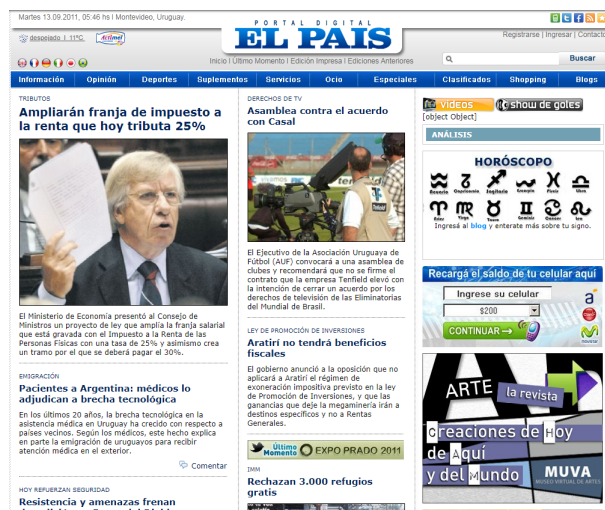 Martes 13.09.2011, 05:46 hs | Montevideo, Uruguay.
despejado | 11ºC
Actimel
PORTAL DIGITAL
EL PAIS
Inicio | Último Momento | Edición Impresa | Ediciones Anteriores
Registrarse | Ingresar | Contacto
Buscar
Información Opinión Deportes Suplementos Servicios Ocio Especiales Clasificados Shopping Blogs
TRIBUTOS
Ampliarán franja de impuesto a
la renta que hoy tributa 25%
El Ministerio de Economía presentó al Consejo de
Ministros un proyecto de ley que amplía la franja salarial
que está gravada con el Impuesto a la Renta de las
Personas Físicas con una tasa de 25% y asimismo crea
un tramo por el que se deberá pagar el 30%.
EMIGRACIÓN
Pacientes a Argentina: médicos lo
adjudican a brecha tecnológica
En los últimos 20 años, la brecha tecnológica en la
asistencia médica en Uruguay ha crecido con respecto a
países vecinos. Según los médicos, este hecho explica
en parte la emigración de uruguayos para recibir
atención médica en el exterior.
Comentar
HOY REFUERZAN SEGURIDAD
Resistencia y amenazas frenan
DERECHOS DE TV
Asamblea contra el acuerdo
con Casal
El Ejecutivo de la Asociación Uruguaya de
Fútbol (AUF) convocará a una asamblea de
clubes y recomendará que no se firme el
contrato que la empresa Tenfield elevó con
la intención de cerrar un acuerdo por los
derechos de televisión de las Eliminatorias
del Mundial de Brasil.
LEY DE PROMOCIÓN DE INVERSIONES
Aratirí no tendrá beneficios
fiscales
El gobierno anunció a la oposición que no
aplicará a Aratirí el régimen de
exoneración impositiva previsto en la ley
de Promoción de Inversiones, y que las
ganancias que deje la megaminería irán a
destinos específicos y no a Rentas
Generales.
Último
Momento
EXPO PRADO 2011
IMM
Rechazan 3.000 refugios
gratis
VIDEOS
show de goles
[object Object]
ANÁLISIS
HORÓSCOPO
Acuario Capricornio Sagitario Escorpio Piscis Libra
Aries Virgo Tauro Geminis Cancer Leo
Ingresá al blog y enterate más sobre tu signo.
Recargá el saldo de tu celular aquí
Ingrese su celular
$200
CONTINUAR
movistar
ARTE la revista
Creaciones de Hoy
de Aquí
y del Mundo
MUVA
MUSEO VIRTUAL DE ARTES